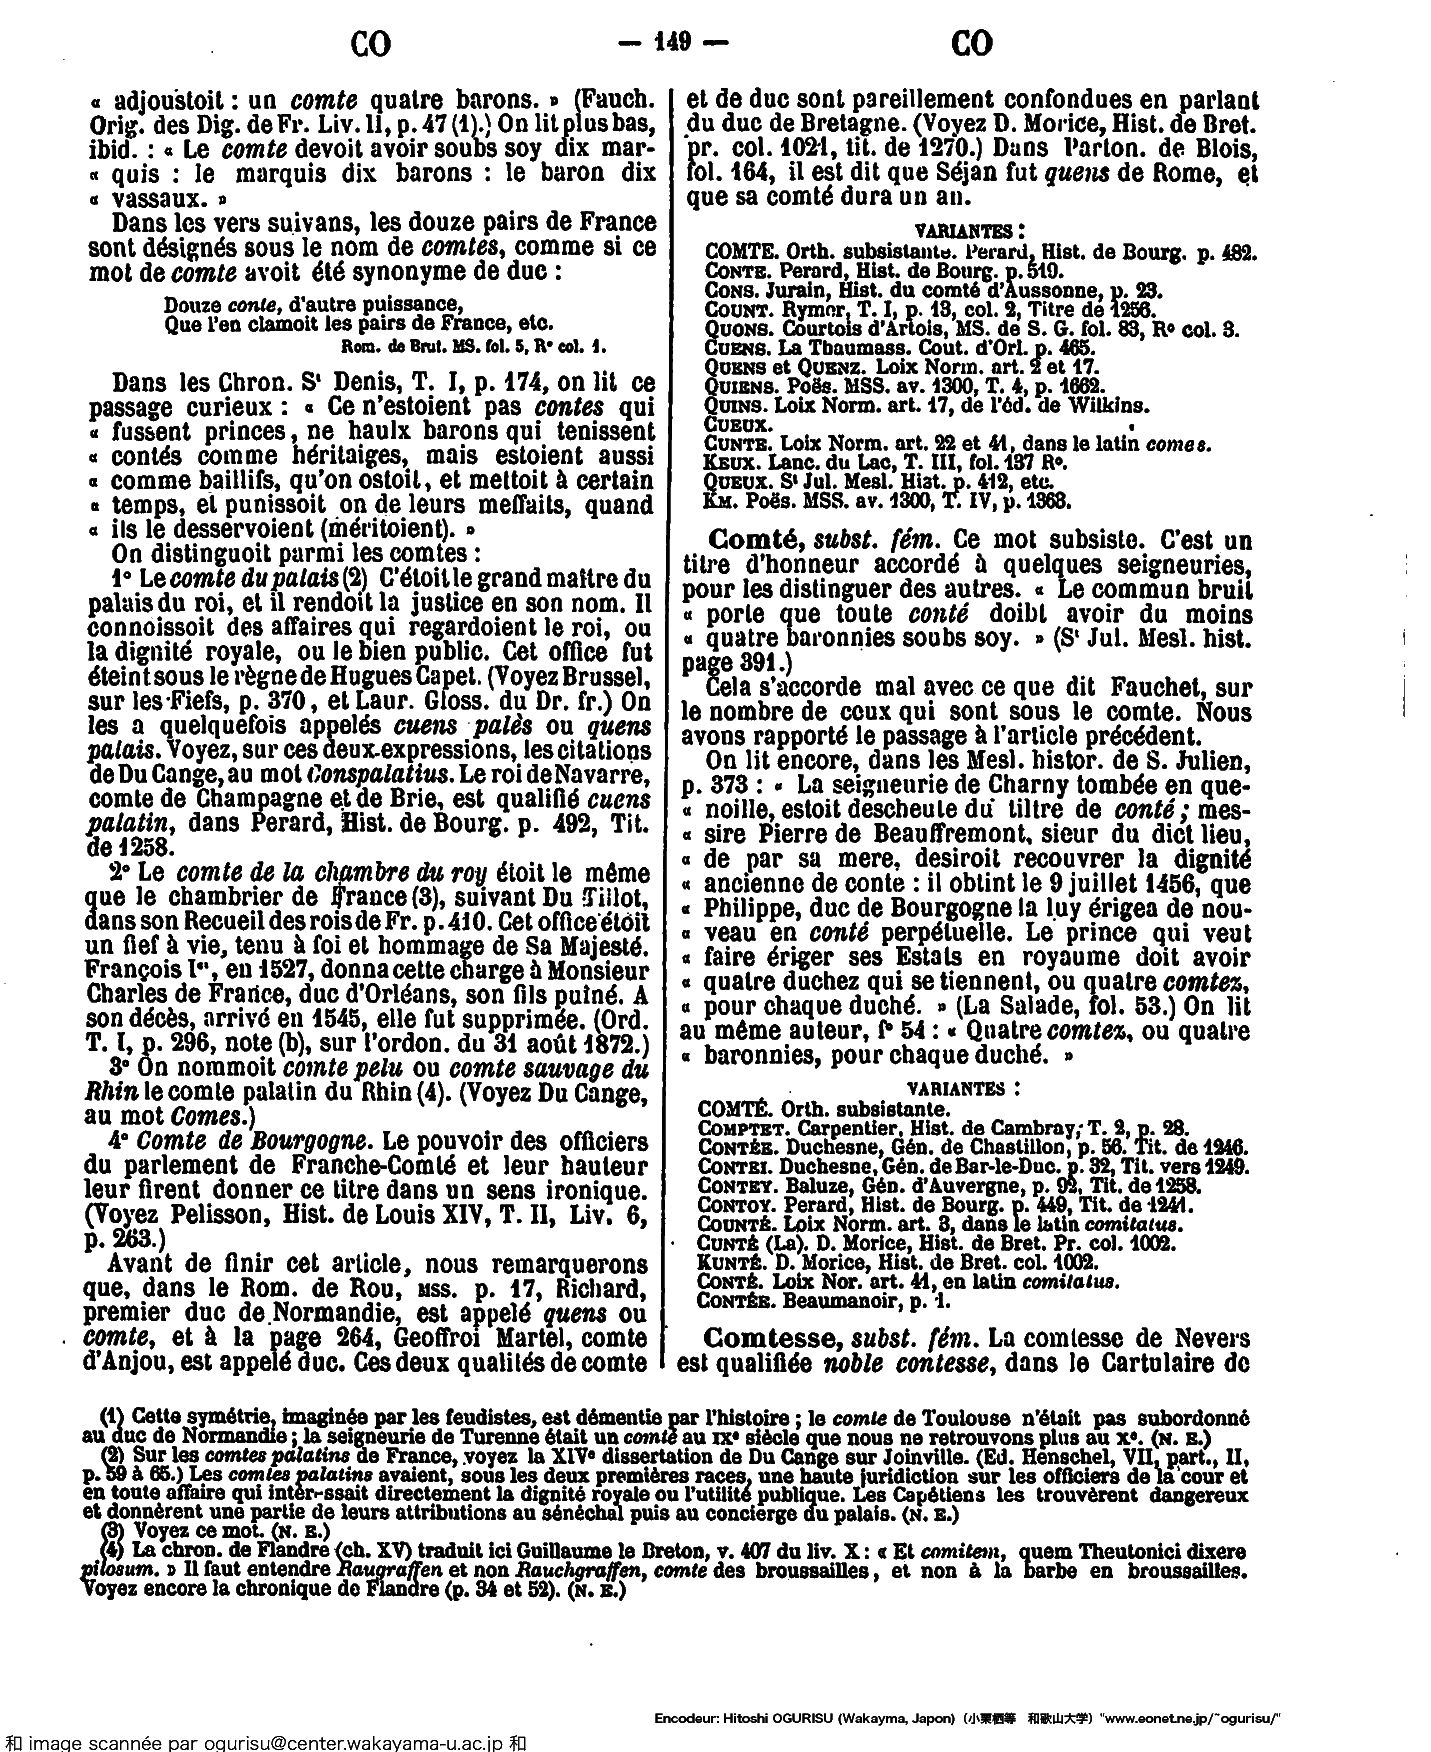 CO — 149 — CO
« adjoustoit : un comte quatre barons. » (Fauch.
Orig. des Dig. de Fr. Liv. II, p. 47 (1).) On lit plus bas,
ibid. : « Le comte devoit avoir soubs soy dix mar-
« quis : le marquis dix barons : le baron dix
« vassaux. »
Dans les vers suivans, les douze pairs de France
sont désignés sous le nom de comtes, comme si ce
mot de comte avoit été synonyme de duc :
Douze conte, d'autre puissance,
Que l'en clamoit les pairs de France, etc.
Rom. de Brut. MS. fol. 5, R° col. 1.
Dans les Chron. St Denis, T. I, p. 174, on lit ce
passage curieux : « Ce n'estoient pas contes qui
« fussent princes, ne haulx barons qui tenissent
« contés comme héritaiges, mais estoient aussi
« comme baillifs, qu'on ostoit, et mettoit à certain
« temps, et punissoit on de leurs meffaits, quand
« ils le desservoient (méritoient). »
On distinguoit parmi les comtes :
1° Le comte du palais (2) C'étoit le grand maître du
palais du roi, et il rendoit la justice en son nom. Il
connoissoit des affaires qui regardoient le roi, ou
la dignité royale, ou le bien public. Cet office fut
éteint sous le règne de Hugues Capet. (Voyez Brussel,
sur les Fiefs, p. 370, et Laur. Gloss. du Dr. fr.) On
les a quelquefois appelés cuens palès ou quens
palais. Voyez, sur ces deux expressions, les citations
de Du Cange, au mot Conspalatius. Le roi de Navarre,
comte de Champagne et de Brie, est qualifié cuens
palatin, dans Perard, Hist. de Bourg. p. 492, Tit.
de 1258.
2° Le comte de la chambre du roy étoit le même
que le chambrier de France (3), suivant Du Tillot,
dans son Recueil des rois de Fr. p. 410. Cet office étoit
un fief à vie, tenu à foi et hommage de Sa Majesté.
François Ier, en 1527, donna cette charge à Monsieur
Charles de France, duc d'Orléans, son fils puîné. A
son décès, arrivé en 1545, elle fut supprimée. (Ord.
T. I, p. 296, note (b), sur l'ordon. du 31 août 1872.)
3° On nommoit comte pelu ou comte sauvage du
Rhin le comte palatin du Rhin (4). (Voyez Du Cange,
au mot Comes.)
4° Comte de Bourgogne. Le pouvoir des officiers
du parlement de Franche-Comté et leur hauteur
leur firent donner ce titre dans un sens ironique.
(Voyez Pelisson, Hist. de Louis XIV, T. II, Liv. 6,
p. 263.)
Avant de finir cet article, nous remarquerons
que, dans le Rom. de Rou, MSS. p. 17, Richard,
premier duc de Normandie, est appelé quens ou
comte, et à la page 264, Geoffroi Martel, comte
d'Anjou, est appelé duc. Ces deux qualités de comte
et de duc sont pareillement confondues en parlant
du duc de Bretagne. (Voyez D. Morice, Hist. de Bret.
pr. col. 1021, tit. de 1270.) Dans Parton. de Blois,
fol. 164, il est dit que Séjan fut quens de Rome, et
que sa comté dura un an.
VARIANTES :
COMTE. Orth. subsistante. Perard, Hist. de Bourg. p. 482.
CONTE. Perard, Hist. de Bourg. p. 519.
CONS. Jurain, Hist. du comté d'Aussonne, p. 23.
COUNT. Rymer, T. I, p. 13, col. 2, Titre de 1256.
QUONS. Courtois d'Artois, MS. de S. G. fol. 83, R° col. 3.
CUENS. La Thaumass. Cout. d'Orl. p. 465.
QUENS et QUENZ. Loix Norm. art. 2 et 17.
QUIENS. Poës. MSS. av. 1300, T. 4, p. 1662.
QUINS. Loix Norm. art. 17, de l'éd. de Wilkins.
CUEUX.
CUNTE. Loix Norm. art. 22 et 41, dans le latin comes.
KEUX. Lanc. du Lac, T. III, fol. 137 R°.
QUEUX. St Jul. Mesl. Hist. p. 412, etc.
KM. Poës. MSS. av. 1300, T. IV, p. 1368.
Comté, subst. fém. Ce mot subsiste. C'est un
titre d'honneur accordé à quelques seigneuries,
pour les distinguer des autres. « Le commun bruit
« porte que toute conté doibt avoir du moins
« quatre baronnies soubs soy. » (St Jul. Mesl. hist.
page 391.)
Cela s'accorde mal avec ce que dit Fauchet, sur
le nombre de ceux qui sont sous le comte. Nous
avons rapporté le passage à l'article précédent.
On lit encore, dans les Mesl. histor. de S. Julien,
p. 373 : « La seigneurie de Charny tombée en que-
« noille, estoit descheute du tiltre de conté ; mes-
« sire Pierre de Beauffremont, sieur du dict lieu,
« de par sa mere, desiroit recouvrer la dignité
« ancienne de conte : il obtint le 9 juillet 1456, que
« Philippe, duc de Bourgogne la luy érigea de nou-
« veau en conté perpétuelle. Le prince qui veut
« faire ériger ses Estats en royaume doit avoir
« quatre duchez qui se tiennent, ou quatre comtez,
« pour chaque duché. » (La Salade, fol. 53.) On lit
au même auteur, f° 54 : « Quatre comtez, ou quatre
« baronnies, pour chaque duché. »
VARIANTES :
COMTÉ. Orth. subsistante.
COMPTET. Carpentier, Hist. de Cambray, T. 2, p. 28.
CONTÉE. Duchesne, Gén. de Chastillon, p. 56. Tit. de 1246.
CONTEI. Duchesne, Gén. de Bar-le-Duc. p. 32, Tit. vers 1249.
CONTEY. Baluze, Gén. d'Auvergne, p. 92, Tit. de 1258.
CONTOY. Perard, Hist. de Bourg. p. 449, Tit. de 1241.
COUNTÉ. Loix Norm. art. 3, dans le latin comitatus.
CUNTÉ (La). D. Morice, Hist. de Bret. Pr. col. 1002.
KUNTÉ. D. Morice, Hist. de Bret. col. 1002.
CONTÉ. Loix Nor. art. 41, en latin comitatus.
CONTÉE. Beaumanoir, p. 1.
Comtesse, subst. fém. La comtesse de Nevers
est qualifiée noble contesse, dans le Cartulaire de
(1) Cette symétrie, imaginée par les feudistes, est démentie par l'histoire ; le comte de Toulouse n'était pas subordonné
au duc de Normandie ; la seigneurie de Turenne était un comté au IXe siècle que nous ne retrouvons plus au Xe. (N. E.)
(2) Sur les comtes palatins de France, voyez la XIVe dissertation de Du Cange sur Joinville. (Ed. Henschel, VII, part., II,
p. 59 à 65.) Les comtes palatins avaient, sous les deux premières races, une haute juridiction sur les officiers de la cour et
en toute affaire qui intéressait directement la dignité royale ou l'utilité publique. Les Capétiens les trouvèrent dangereux
et donnèrent une partie de leurs attributions au sénéchal puis au concierge du palais. (N. E.)
(3) Voyez ce mot. (N. E.)
(4) La chron. de Flandre (ch. XV) traduit ici Guillaume le Breton, v. 407 du liv. X : « Et comitem, quem Theutonici dixere
pilosum. » Il faut entendre Raugraffen et non Rauchgraffen, comte des broussailles, et non à la barbe en broussailles.
Voyez encore la chronique de Flandre (p. 34 et 52). (N. E.)
Encodeur: Hitoshi OGURISU (Wakayma, Japon) (小栗栖等 和歌山大学) "www.eonet.ne.jp/~ogurisu/"
和 image scannée par ogurisu@center.wakayama-u.ac.jp 和